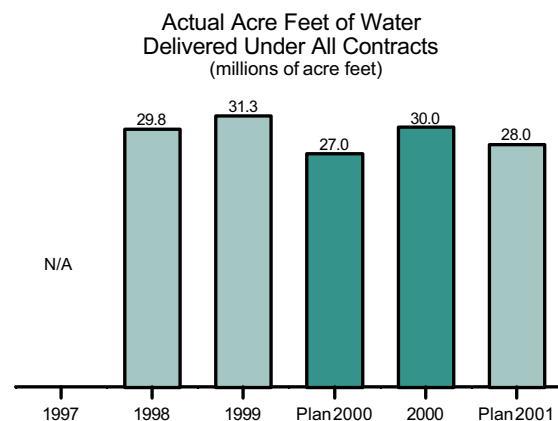 Actual Acre Feet of Water
Delivered Under All Contracts
(millions of acre feet)
N/A
29.8
31.3
27.0
30.0
28.0
1997
1998
1999
Plan 2000
2000
Plan 2001